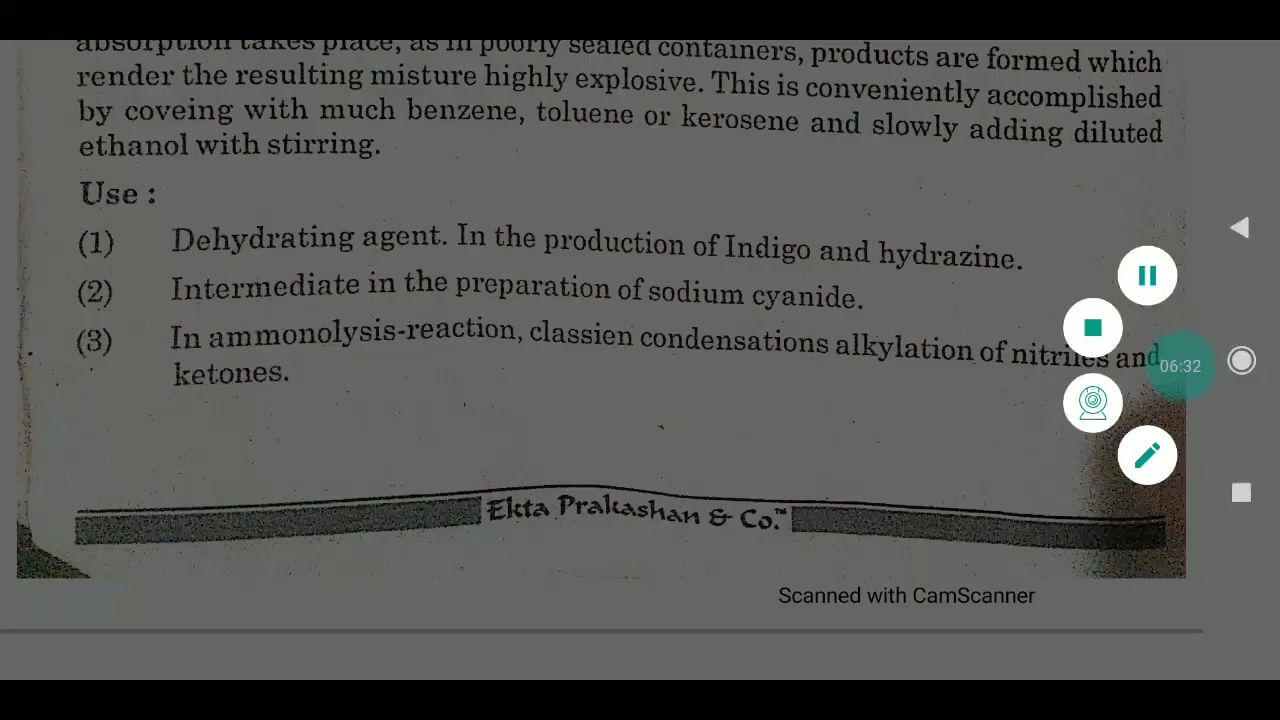 absorption takes place, as in poorly sealed containers, products are formed which
render the resulting misture highly explosive. This is conveniently accomplished
by coveing with much benzene, toluene or kerosene and slowly adding diluted
ethanol with stirring.
Use :
(1) Dehydrating agent. In the production of Indigo and hydrazine.
(2) Intermediate in the preparation of sodium cyanide.
(3) In ammonolysis-reaction, classien condensations alkylation of nitriles and
ketones.
06:32
Ekta Prakashan & Co.™
Scanned with CamScanner